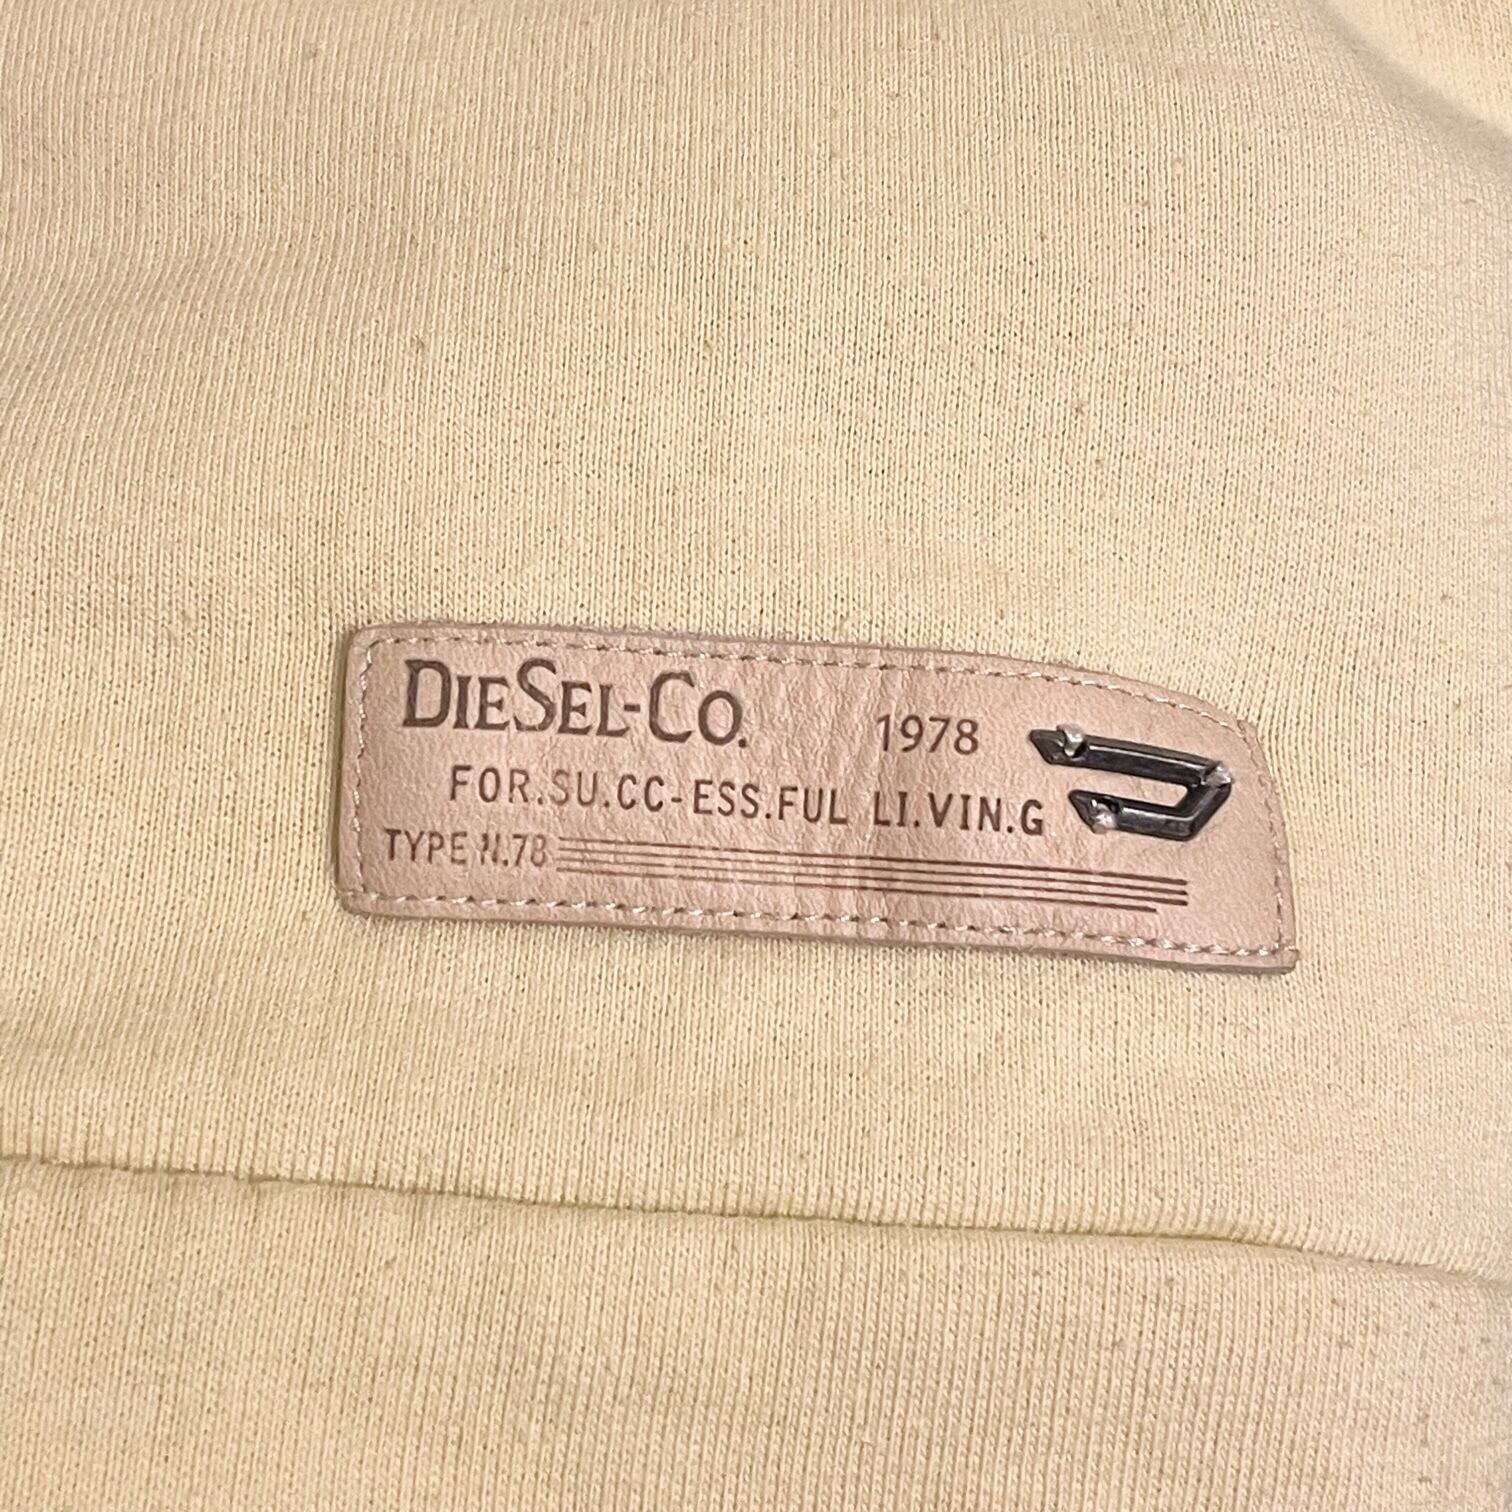 DIESEL-CO. 1978
FOR.SU.CC-ESS.FUL LI.VIN.G
TYPE N.78